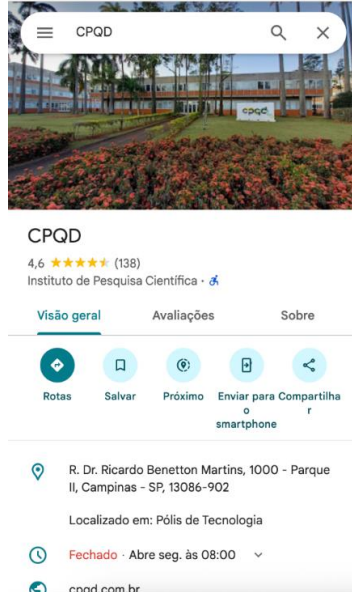 CPQD
cpqd
CPQD
4,6 (138)
Instituto de Pesquisa Científica ·
Visão geral Avaliações Sobre
Rotas Salvar Próximo Enviar para o smartphone Compartilhar
R. Dr. Ricardo Benetton Martins, 1000 - Parque
II, Campinas - SP, 13086-902
Localizado em: Pólis de Tecnologia
Fechado · Abre seg. às 08:00
cpqd.com.br